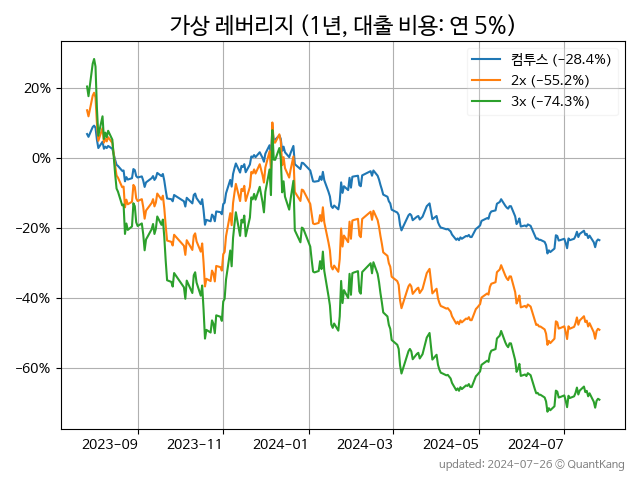 가상 레버리지 (1년, 대출 비용: 연 5%)
컴투스 (−28.4%)
2x (−55.2%)
3x (−74.3%)
20%
0%
−20%
−40%
−60%
2023-09
2023-11
2024-01
2024-03
2024-05
2024-07
updated: 2024-07-26 © QuantKang